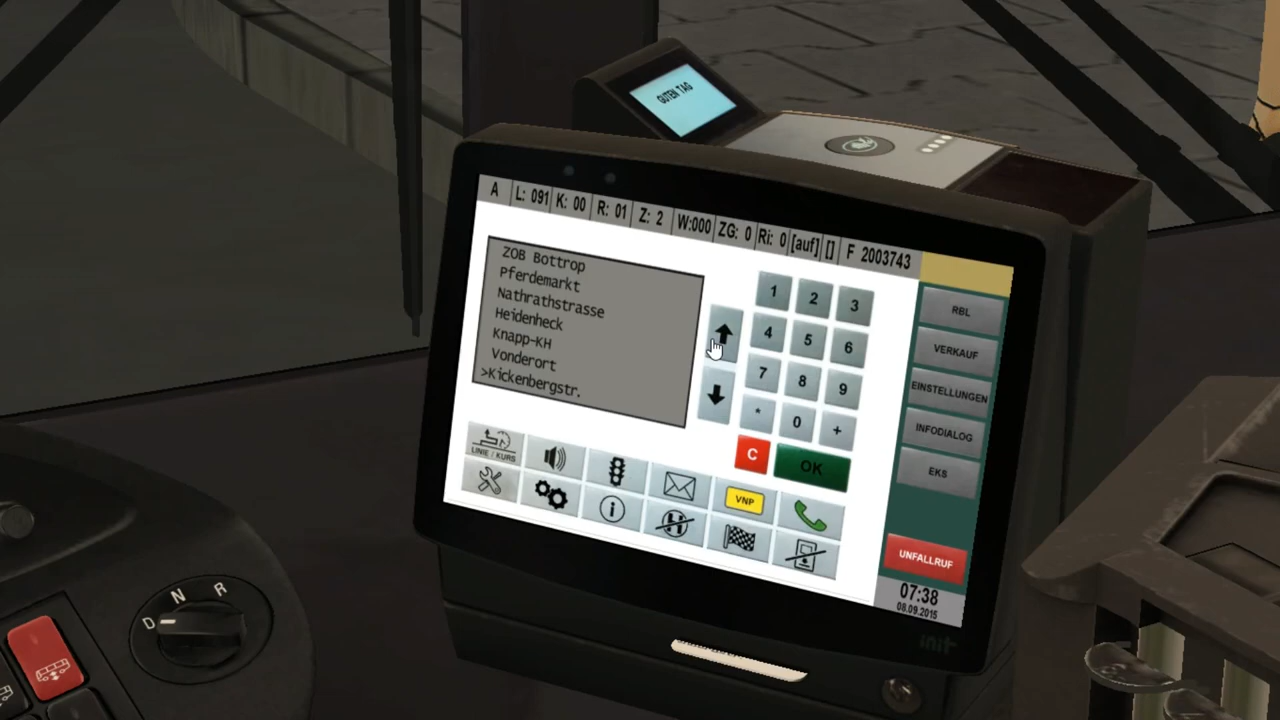 GUTEN TAG
A L: 091 K: 00 R: 01 Z: 2 W:000 ZG: 0 Ri: 0 [auf] [] F 2003743
ZOB Bottrop
Pferdemarkt
Nathrathstrasse
Heidenheck
Knapp-KH
Vonderort
>Kickenbergstr.
1 2 3
4 5 6
7 8 9
* 0 +
C OK
RBL
VERKAUF
EINSTELLUNGEN
INFODIALOG
EKS
LINIE / KURS
VNP
UNFALLRUF
07:38
08.09.2015
init
D N R